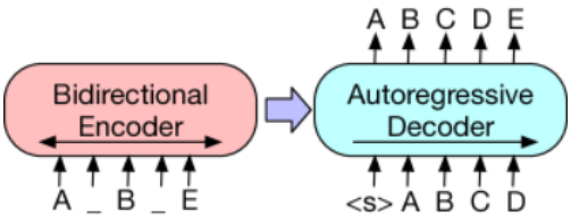 A B C D E
Bidirectional
Encoder
Autoregressive
Decoder
A _ B _ E
<s> A B C D